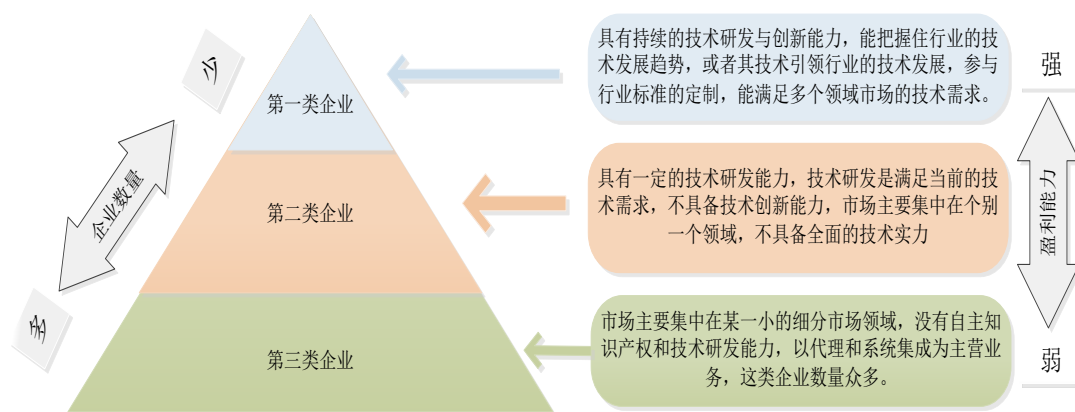 少
企业数量
多
第一类企业
具有持续的技术研发与创新能力，能把握住行业的技
术发展趋势，或者其技术引领行业的技术发展，参与
行业标准的定制，能满足多个领域市场的技术需求。
第二类企业
具有一定的技术研发能力，技术研发是满足当前的技
术需求，不具备技术创新能力，市场主要集中在个别
一个领域，不具备全面的技术实力
第三类企业
市场主要集中在某一小的细分市场领域，没有自主知
识产权和技术研发能力，以代理和系统集成为主营业
务，这类企业数量众多。
强
盈利能力
弱